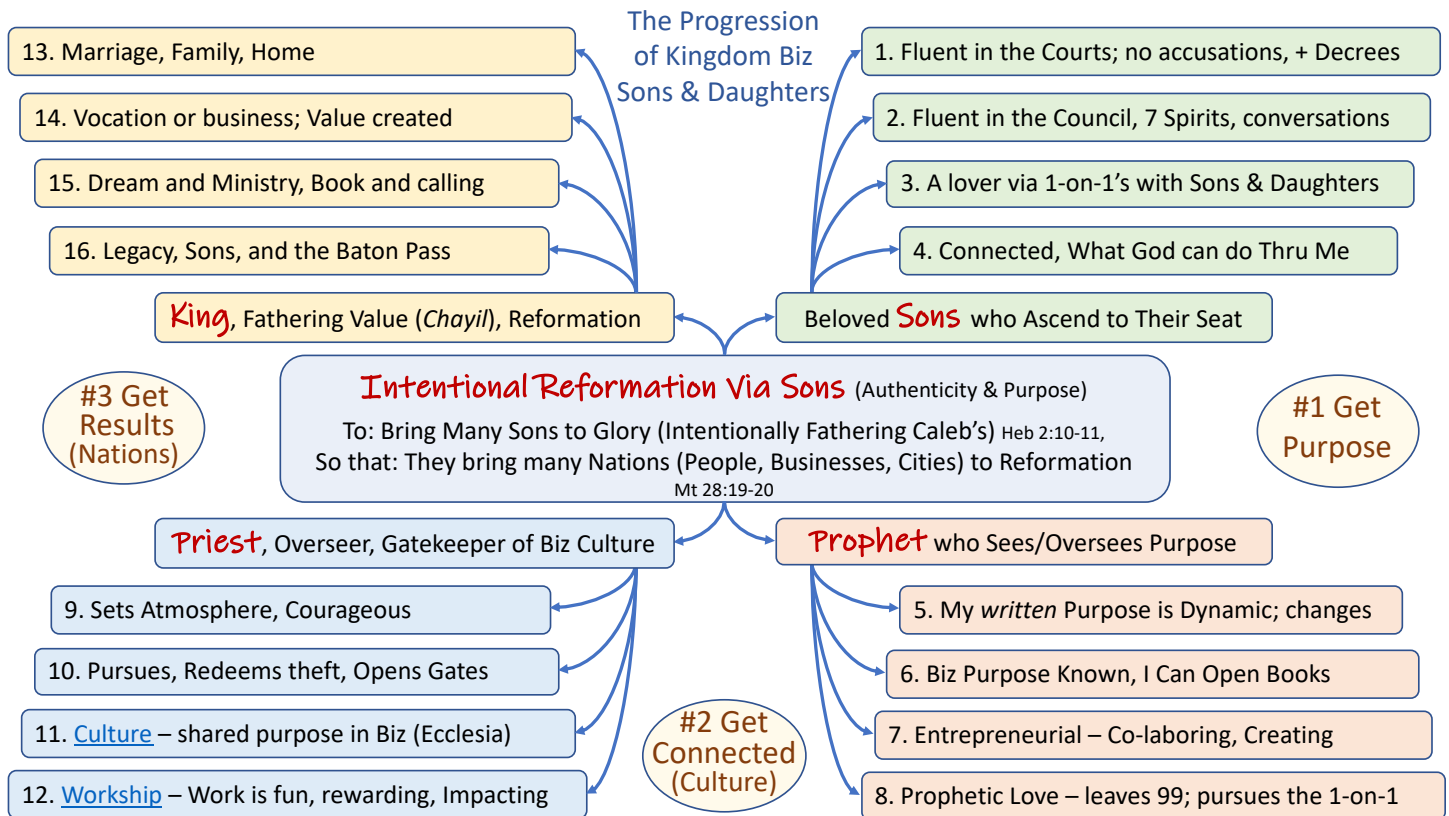 The Progression
of Kingdom Biz
Sons & Daughters
13. Marriage, Family, Home
14. Vocation or business; Value created
15. Dream and Ministry, Book and calling
16. Legacy, Sons, and the Baton Pass
King, Fathering Value (Chayil), Reformation
1. Fluent in the Courts; no accusations, + Decrees
2. Fluent in the Council, 7 Spirits, conversations
3. A lover via 1-on-1’s with Sons & Daughters
4. Connected, What God can do Thru Me
Beloved Sons who Ascend to Their Seat
#3 Get
Results
(Nations)
Intentional Reformation Via Sons (Authenticity & Purpose)
To: Bring Many Sons to Glory (Intentionally Fathering Caleb’s) Heb 2:10-11,
So that: They bring many Nations (People, Businesses, Cities) to Reformation
Mt 28:19-20
#1 Get
Purpose
Priest, Overseer, Gatekeeper of Biz Culture
9. Sets Atmosphere, Courageous
10. Pursues, Redeems theft, Opens Gates
11. Culture – shared purpose in Biz (Ecclesia)
12. Workship – Work is fun, rewarding, Impacting
#2 Get
Connected
(Culture)
Prophet who Sees/Oversees Purpose
5. My written Purpose is Dynamic; changes
6. Biz Purpose Known, I Can Open Books
7. Entrepreneurial – Co-laboring, Creating
8. Prophetic Love – leaves 99; pursues the 1-on-1